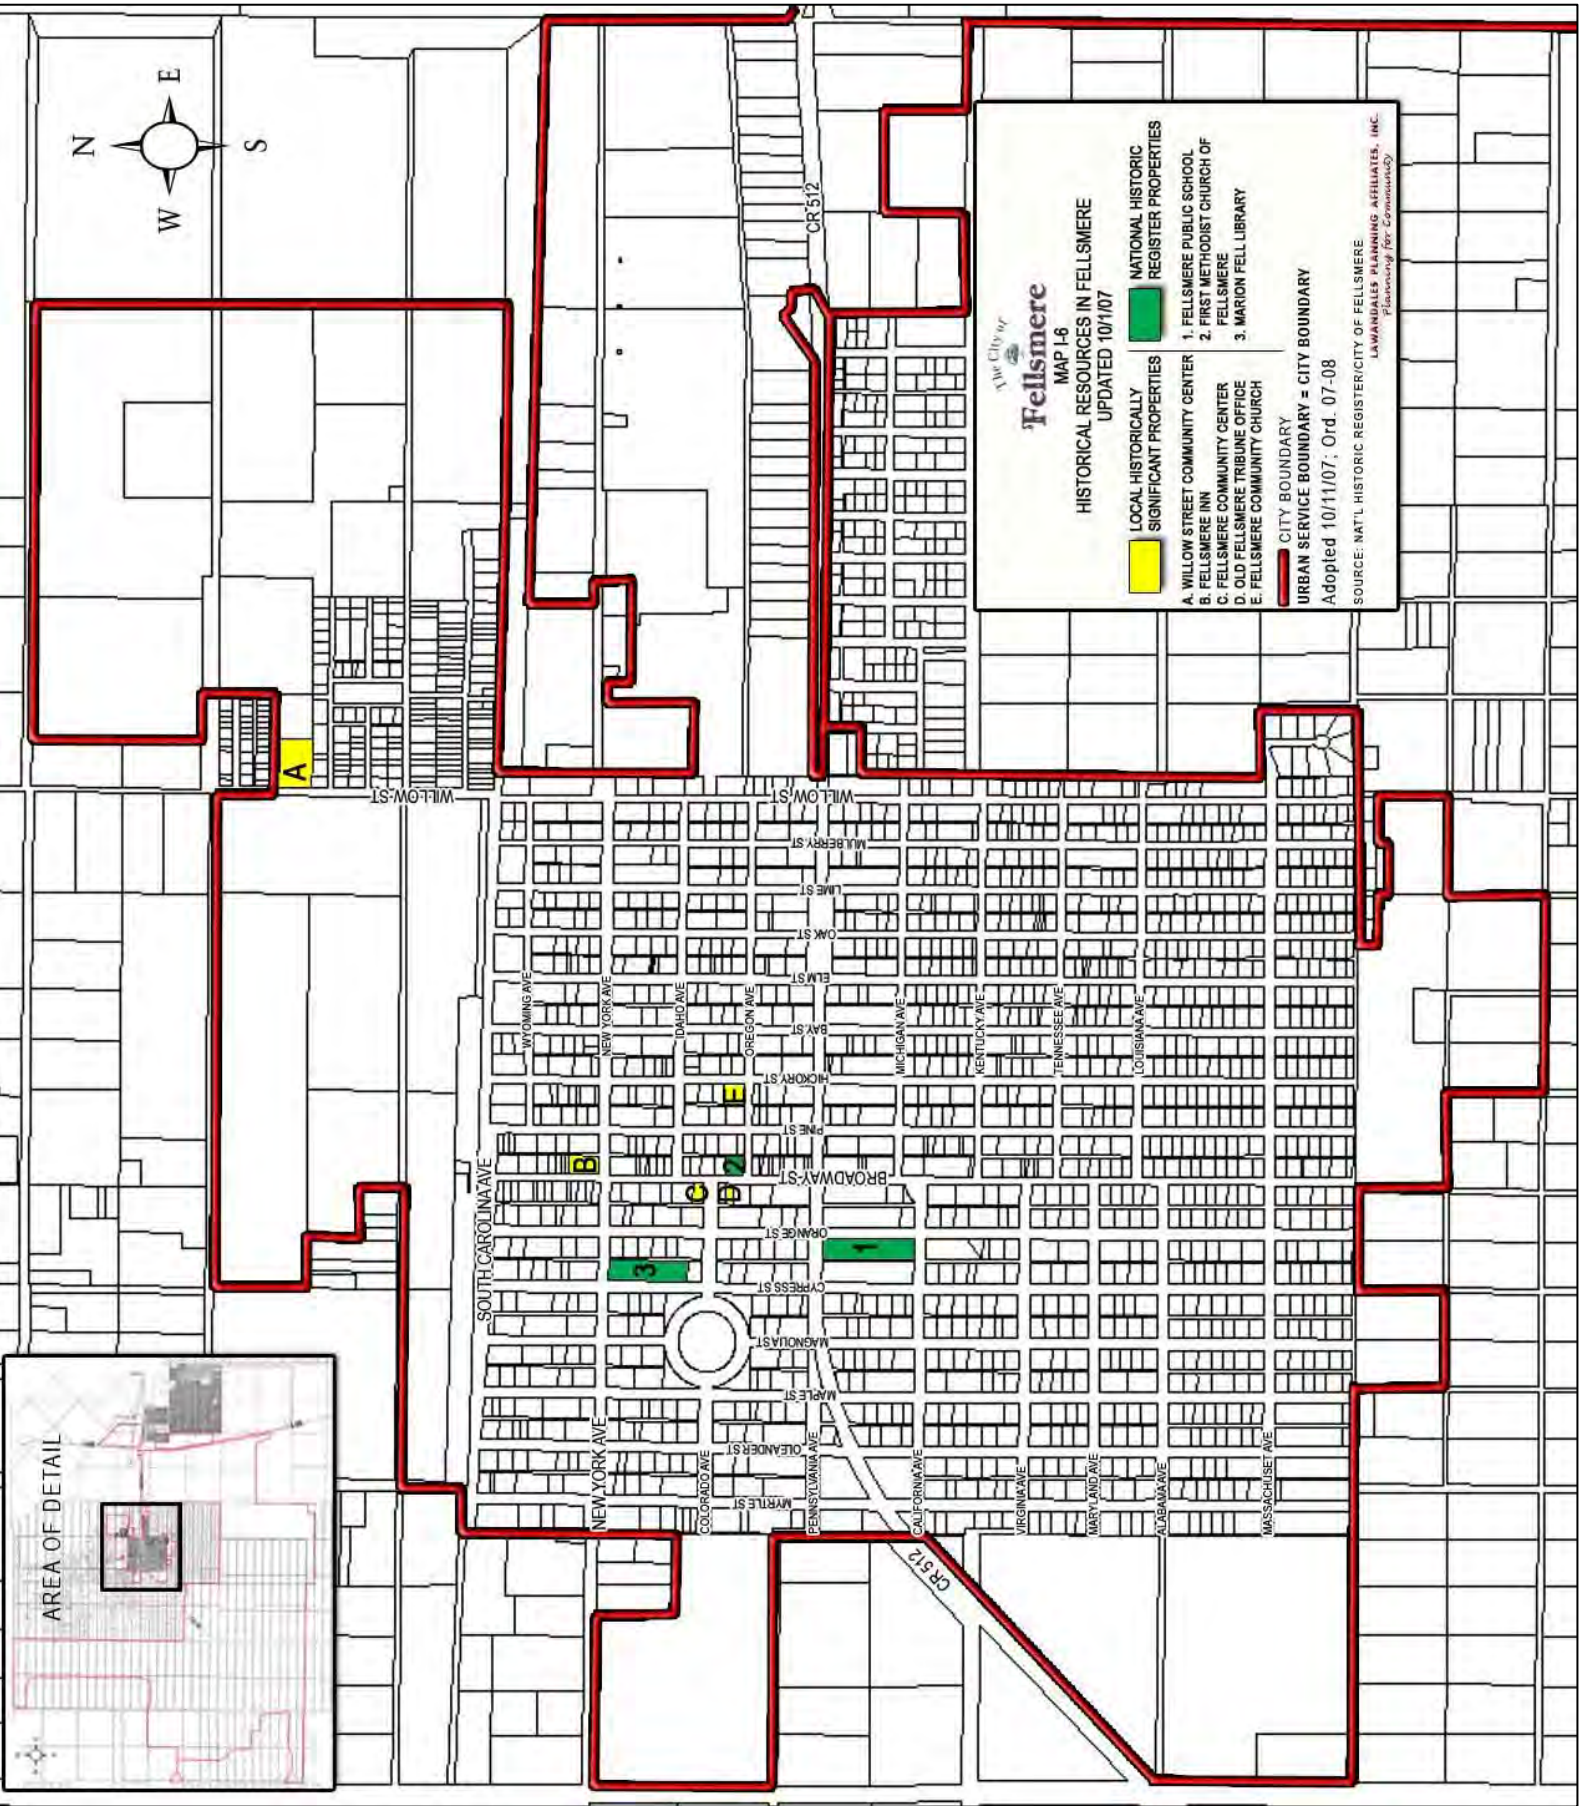 AREA OF DETAIL
N
W E
S
A
B
C
D
E
1
2
3
WILLOW ST
WILLOW ST
MULBERRY ST
LIME ST
OAK ST
ELM ST
BAY ST
HICKORY ST
PINE ST
BROADWAY ST
ORANGE ST
CYPRESS ST
MAGNOLIA ST
MAPLE ST
OLEANDER ST
MYRTLE ST
SOUTH CAROLINA AVE
WYOMING AVE
NEW YORK AVE
IDAHO AVE
OREGON AVE
MICHIGAN AVE
KENTUCKY AVE
TENNESSEE AVE
LOUISIANA AVE
NEW YORK AVE
COLORADO AVE
PENNSYLVANIA AVE
CALIFORNIA AVE
VIRGINIA AVE
MARYLAND AVE
ALABAMA AVE
MASSACHUSET AVE
CR 512
CR 512
The City of
Fellsmere
MAP I-6
HISTORICAL RESOURCES IN FELLSMERE
UPDATED 10/1/07
LOCAL HISTORICALLY
SIGNIFICANT PROPERTIES
A. WILLOW STREET COMMUNITY CENTER
B. FELLSMERE INN
C. FELLSMERE COMMUNITY CENTER
D. OLD FELLSMERE TRIBUNE OFFICE
E. FELLSMERE COMMUNITY CHURCH
NATIONAL HISTORIC
REGISTER PROPERTIES
1. FELLSMERE PUBLIC SCHOOL
2. FIRST METHODIST CHURCH OF
FELLSMERE
3. MARION FELL LIBRARY
CITY BOUNDARY
URBAN SERVICE BOUNDARY = CITY BOUNDARY
Adopted 10/11/07; Ord. 07-08
SOURCE: NAT'L HISTORIC REGISTER/CITY OF FELLSMERE
LAWANDALES PLANNING AFFILIATES, INC.
Planning for Community